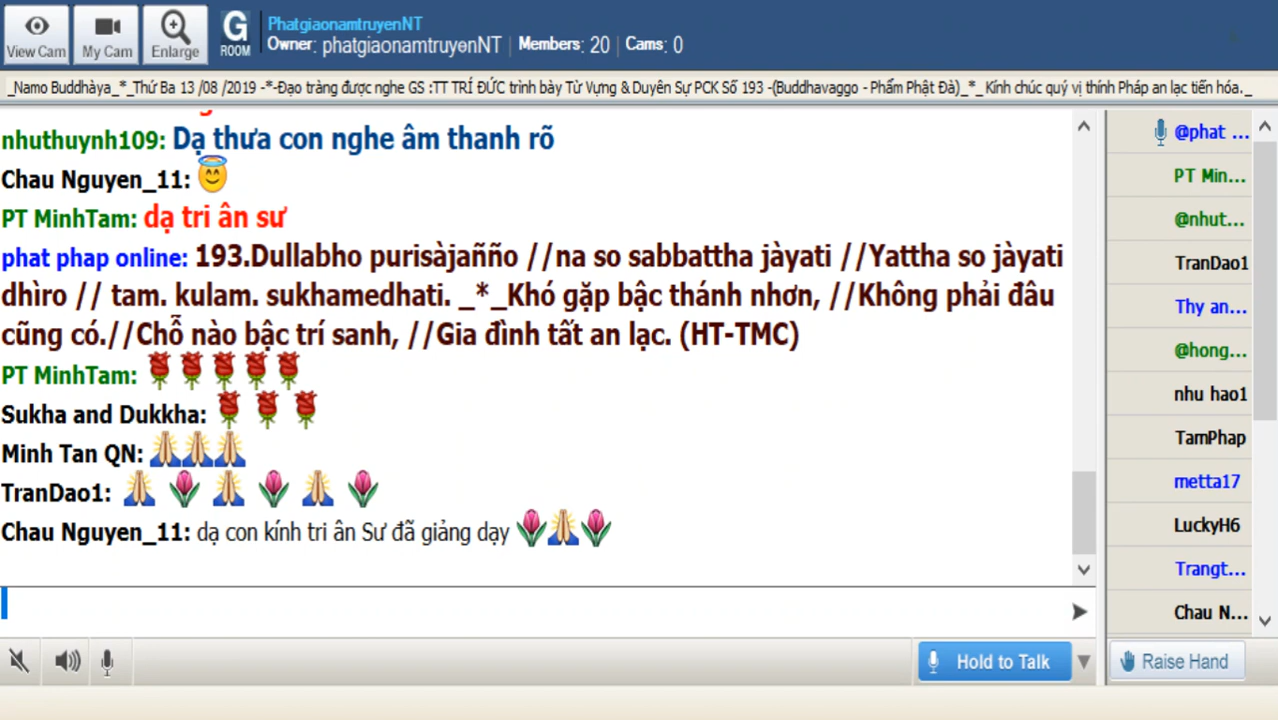 View Cam
My Cam
Enlarge
G
ROOM
PhatgiaonamtruyenNT
Owner: phatgiaonamtruyenNT | Members: 20 | Cams: 0
_Namo Buddhàya_*_Thứ Ba 13 /08 /2019 -*-Đạo tràng được nghe GS :TT TRÍ ĐỨC trình bày Từ Vựng & Duyên Sự PCK Số 193 -(Buddhavaggo - Phẩm Phật Đà)_*_ Kính chúc quý vị thính Pháp an lạc tiến hóa. _
nhuthuynh109: Dạ thưa con nghe âm thanh rõ
Chau Nguyen_11:
PT MinhTam: dạ tri ân sư
phat phap online: 193.Dullabho purisàjañño //na so sabbattha jàyati //Yattha so jàyati
dhìro // tam. kulam. sukhamedhati. _*_Khó gặp bậc thánh nhơn, //Không phải đâu
cũng có.//Chỗ nào bậc trí sanh, //Gia đình tất an lạc. (HT-TMC)
PT MinhTam:
Sukha and Dukkha:
Minh Tan QN:
TranDao1:
Chau Nguyen_11: dạ con kính tri ân Sư đã giảng dạy
@phat ...
PT Min...
@nhut...
TranDao1
Thy an...
@hong...
nhu hao1
TamPhap
metta17
LuckyH6
Trangt...
Chau N...
Hold to Talk
Raise Hand